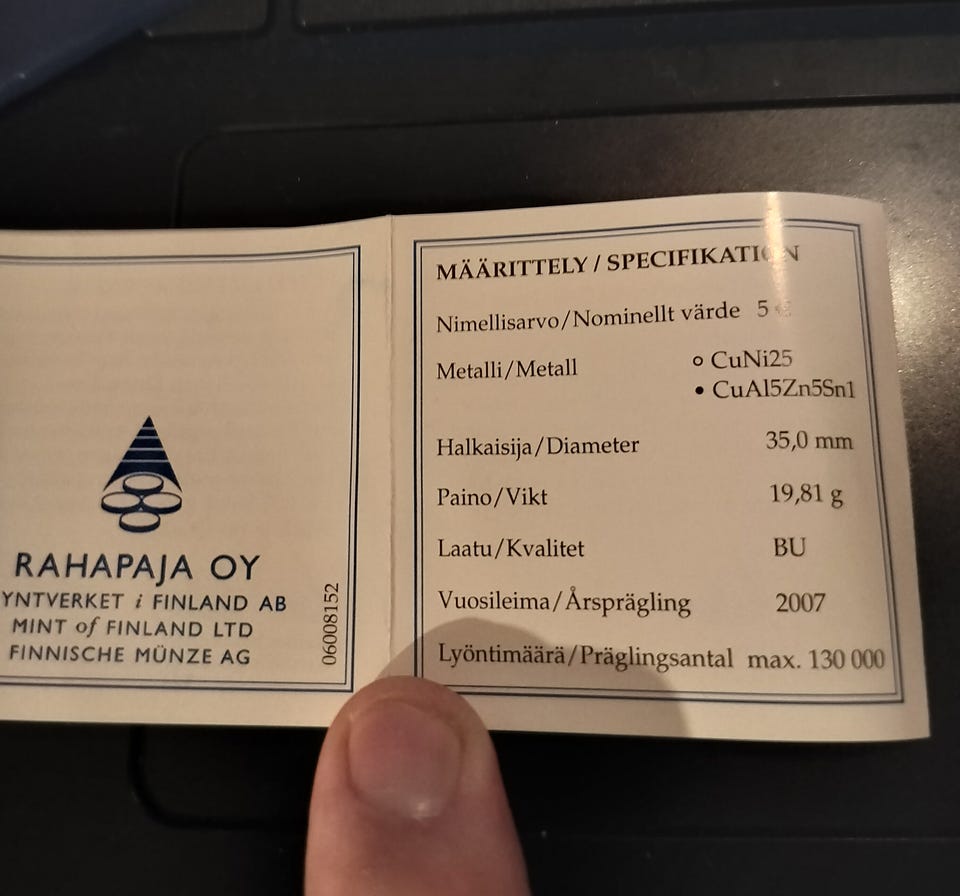 RAHAPAJA OY
YNTVERKET i FINLAND AB
MINT of FINLAND LTD
FINNISCHE MÜNZE AG
06008152
MÄÄRITTELY / SPECIFIKATION
Nimellisarvo/Nominellt värde 5 €
Metalli/Metall ○ CuNi25
● CuAl5Zn5Sn1
Halkaisija/Diameter 35,0 mm
Paino/Vikt 19,81 g
Laatu/Kvalitet BU
Vuosileima/Årsprägling 2007
Lyöntimäärä/Präglingsantal max. 130 000